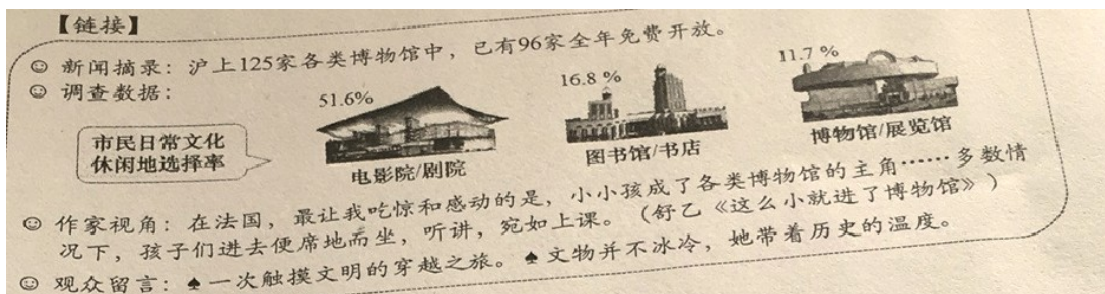 【链接】
☺ 新闻摘录：沪上125家各类博物馆中，已有96家全年免费开放。
☺ 调查数据：
市民日常文化
休闲地选择率
51.6%
电影院/剧院
16.8 %
图书馆/书店
11.7 %
博物馆/展览馆
☺ 作家视角：在法国，最让我吃惊和感动的是，小小孩成了各类博物馆的主角……多数情
况下，孩子们进去便席地而坐，听讲，宛如上课。（舒乙《这么小就进了博物馆》）
☺ 观众留言：♠一次触摸文明的穿越之旅。♠文物并不冰冷，她带着历史的温度。